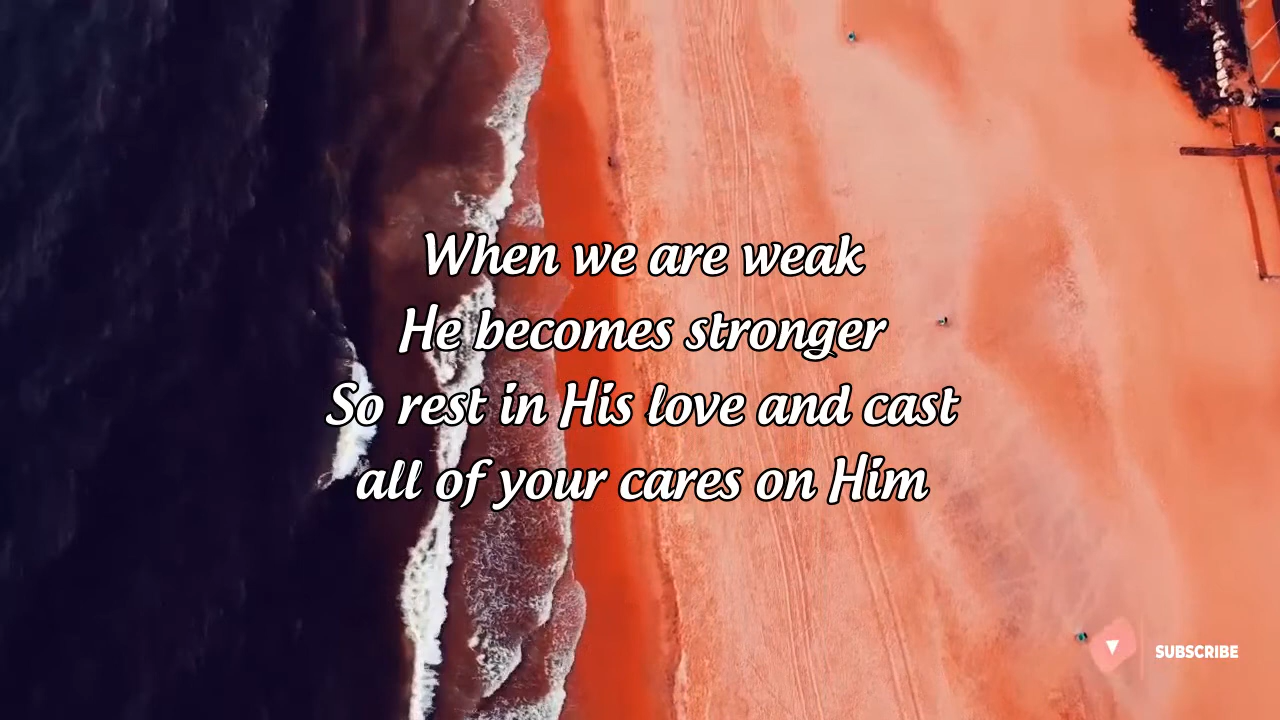 When we are weak
He becomes stronger
So rest in His love and cast
all of your cares on Him
SUBSCRIBE